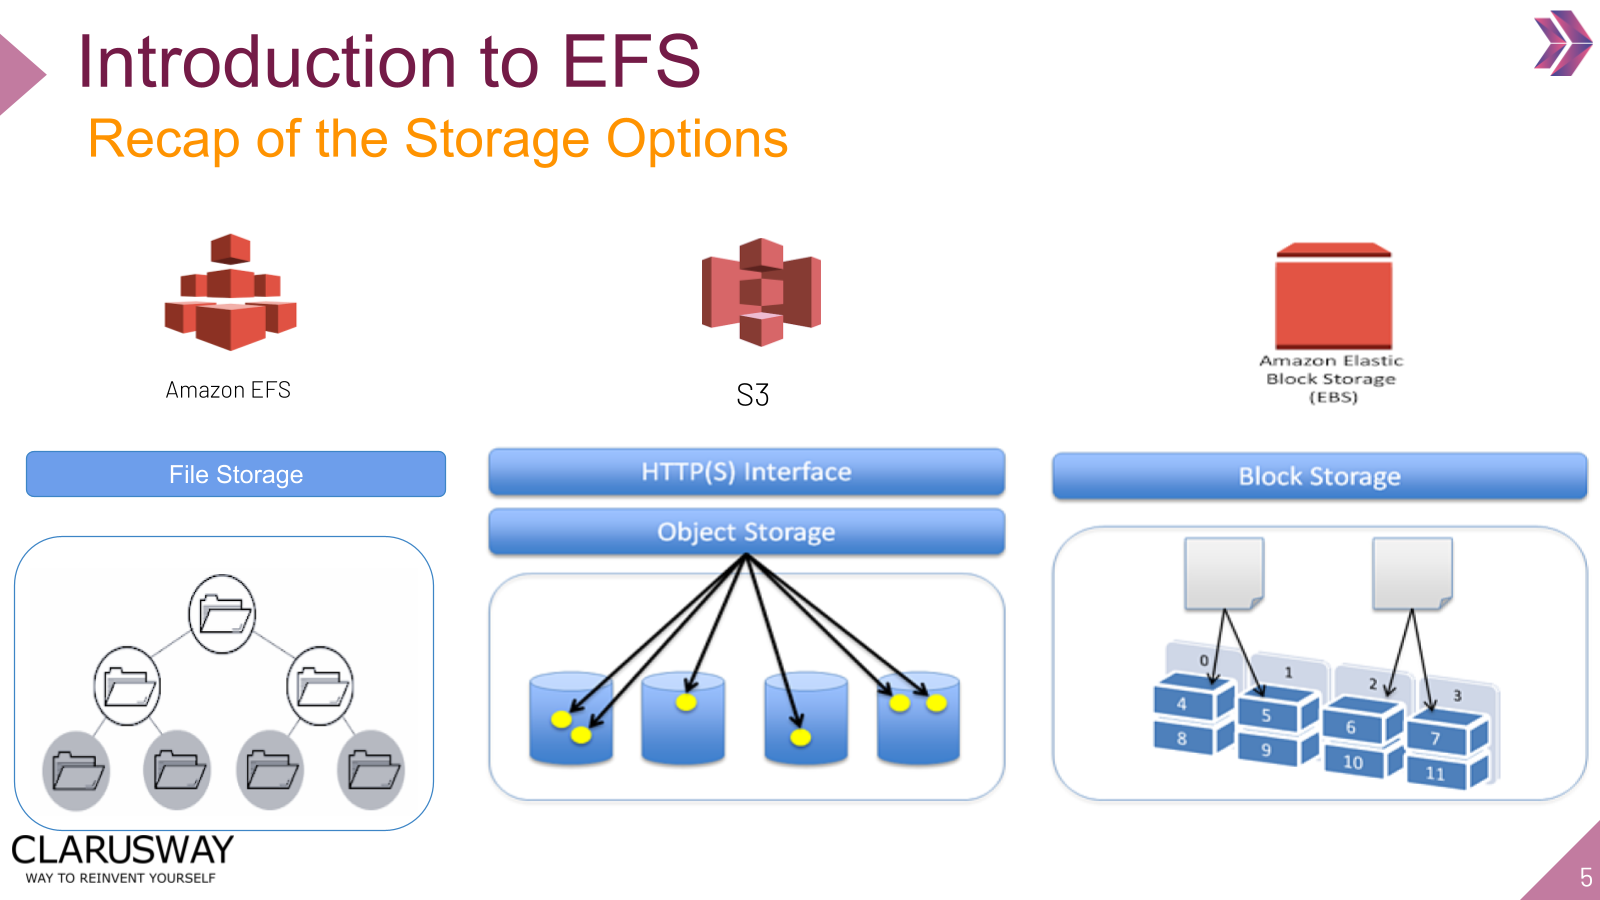 Introduction to EFS
Recap of the Storage Options
Amazon EFS
S3
Amazon Elastic
Block Storage
(EBS)
File Storage
HTTP(S) Interface
Object Storage
Block Storage
0
1
2
3
4
5
6
7
8
9
10
11
CLARUSWAY
WAY TO REINVENT YOURSELF
5